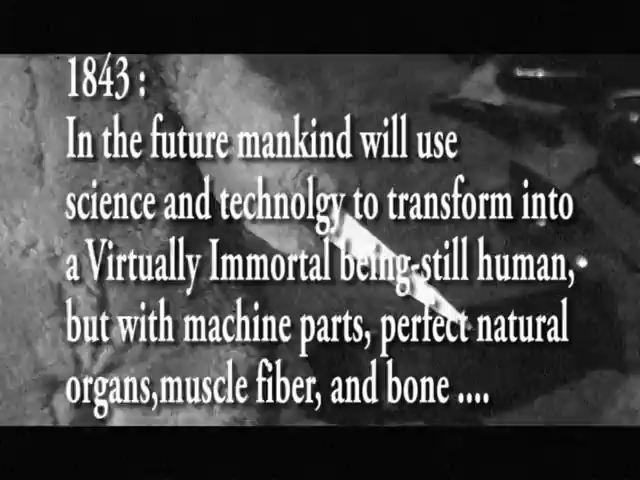 1843 :
In the future mankind will use
science and technolgy to transform into
a Virtually Immortal being-still human,
but with machine parts, perfect natural
organs,muscle fiber, and bone ....